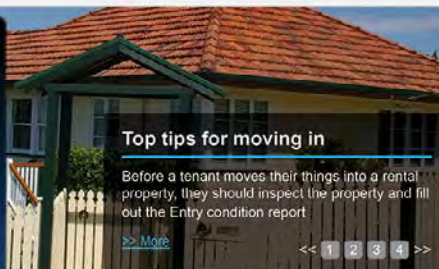 Top tips for moving in
Before a tenant moves their things into a rental
property, they should inspect the property and fill
out the Entry condition report
>> More
<< 1 2 3 4 >>